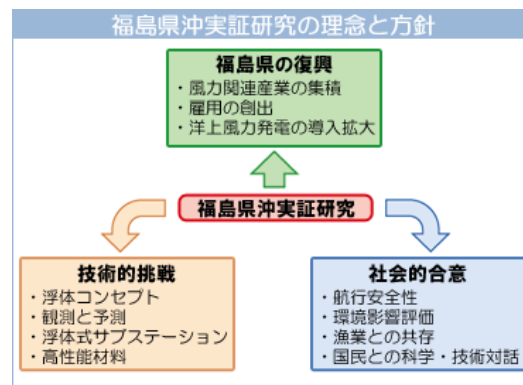 福島県沖実証研究の理念と方針
福島県の復興
・風力関連産業の集積
・雇用の創出
・洋上風力発電の導入拡大
福島県沖実証研究
技術的挑戦
・浮体コンセプト
・観測と予測
・浮体式サブステーション
・高性能材料
社会的合意
・航行安全性
・環境影響評価
・漁業との共存
・国民との科学・技術対話